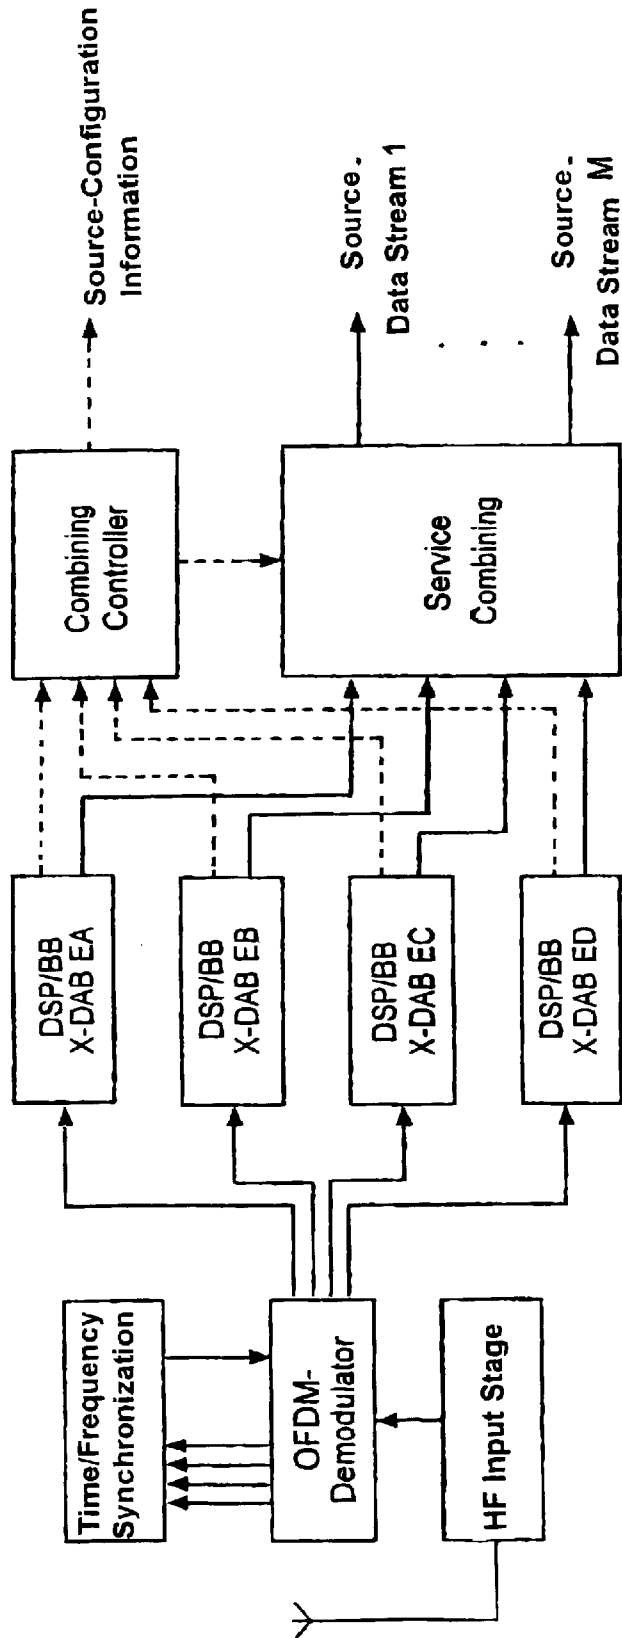 Time/Frequency
Synchronization
OFDM-
Demodulator
HF Input Stage
DSP/BB
X-DAB EA
DSP/BB
X-DAB EB
DSP/BB
X-DAB EC
DSP/BB
X-DAB ED
Combining
Controller
Service
Combining
Source-Configuration
Information
Source-
Data Stream 1
. . .
Source-
Data Stream M